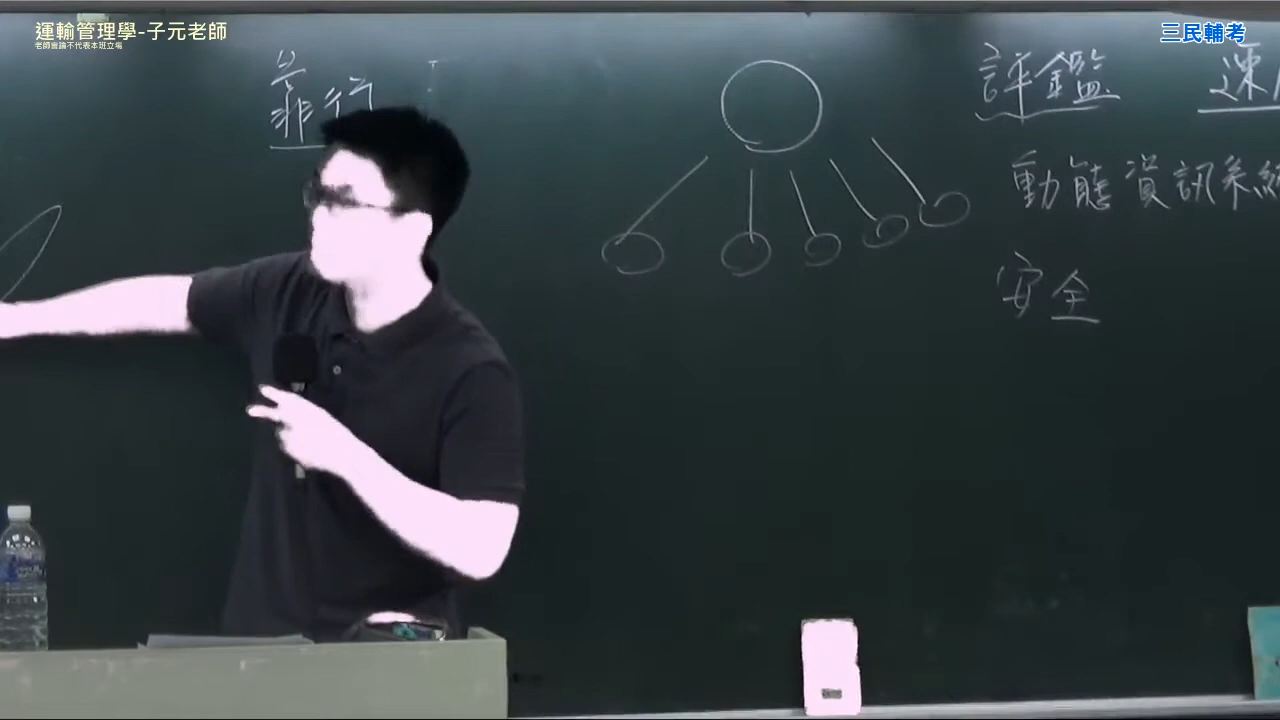 運輸管理學-子元老師
老師言論不代表本班立場
三民輔考
靠行
評鑑
動態資訊系統
安全